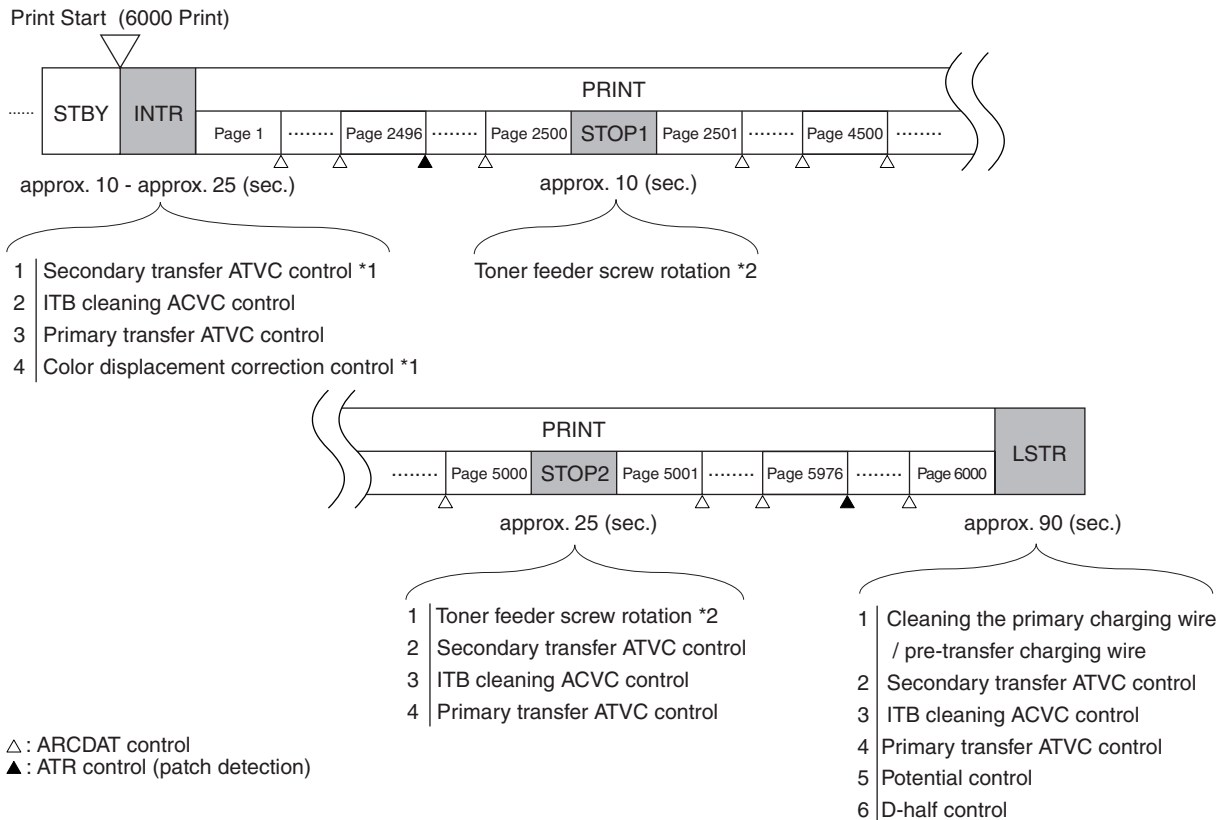 Print Start (6000 Print)
PRINT
...... STBY INTR Page 1 ........ Page 2496 ........ Page 2500 STOP1 Page 2501 ........ Page 4500 ........
approx. 10 - approx. 25 (sec.)
approx. 10 (sec.)
1 Secondary transfer ATVC control *1
2 ITB cleaning ACVC control
3 Primary transfer ATVC control
4 Color displacement correction control *1
Toner feeder screw rotation *2
PRINT
........ Page 5000 STOP2 Page 5001 ........ Page 5976 ........ Page 6000 LSTR
approx. 25 (sec.)
approx. 90 (sec.)
1 Toner feeder screw rotation *2
2 Secondary transfer ATVC control
3 ITB cleaning ACVC control
4 Primary transfer ATVC control
1 Cleaning the primary charging wire
/ pre-transfer charging wire
2 Secondary transfer ATVC control
3 ITB cleaning ACVC control
4 Primary transfer ATVC control
5 Potential control
6 D-half control
△ : ARCDAT control
▲ : ATR control (patch detection)